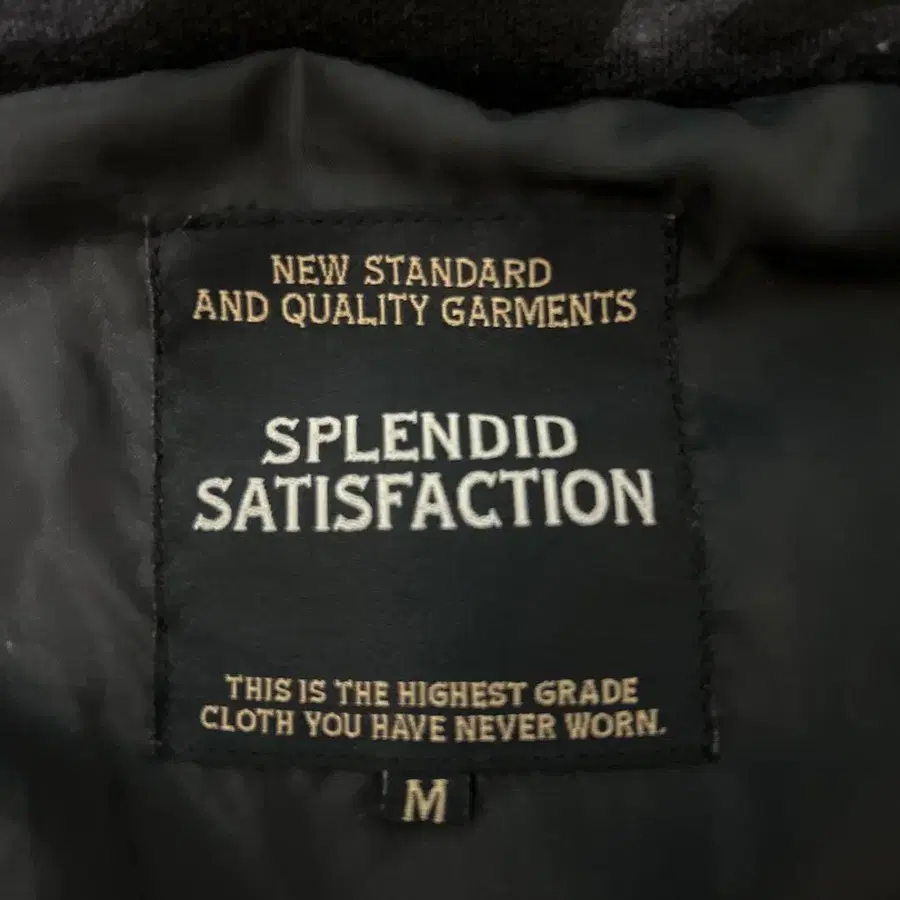 NEW STANDARD
AND QUALITY GARMENTS
SPLENDID
SATISFACTION
THIS IS THE HIGHEST GRADE
CLOTH YOU HAVE NEVER WORN.
M